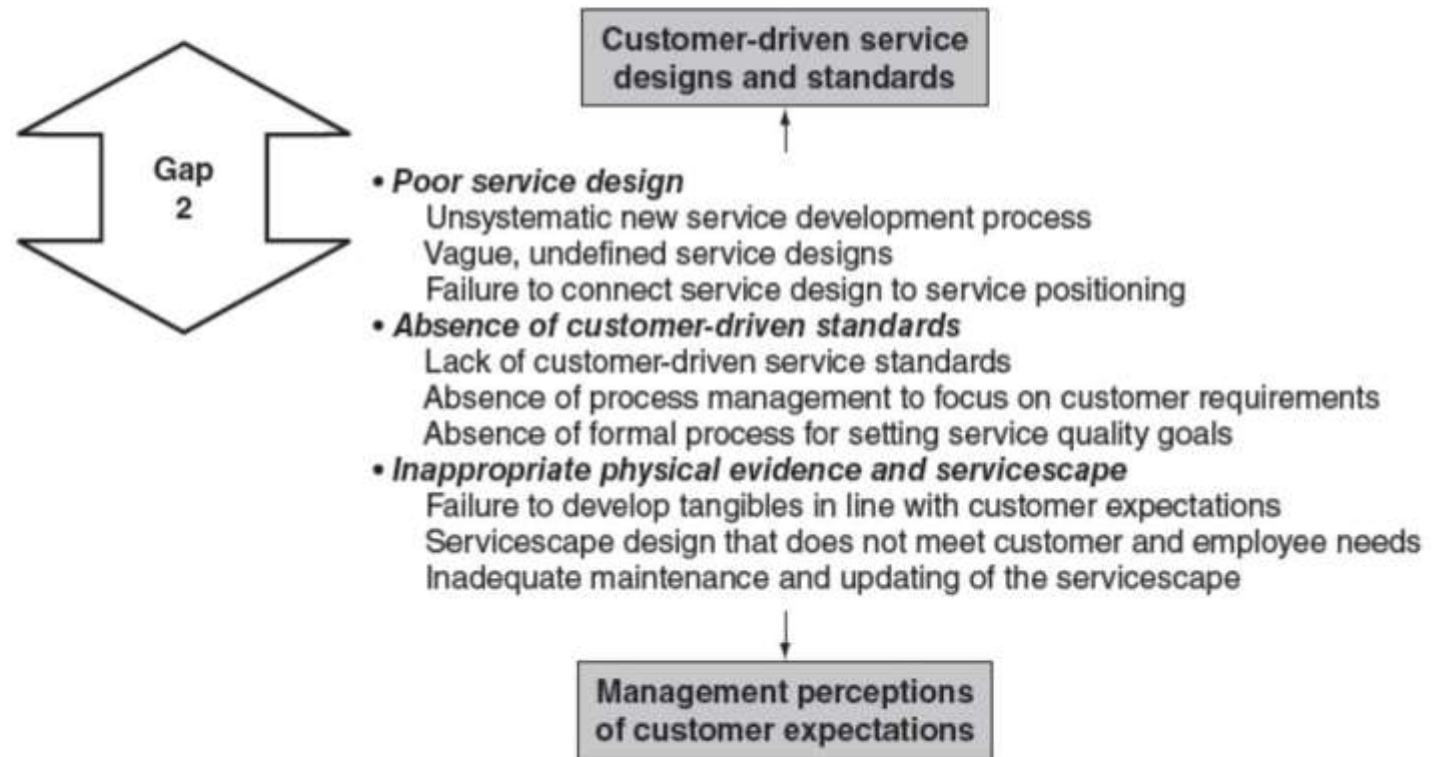 Customer-driven service
designs and standards
Gap
2
• Poor service design
Unsystematic new service development process
Vague, undefined service designs
Failure to connect service design to service positioning
• Absence of customer-driven standards
Lack of customer-driven service standards
Absence of process management to focus on customer requirements
Absence of formal process for setting service quality goals
• Inappropriate physical evidence and servicescape
Failure to develop tangibles in line with customer expectations
Servicescape design that does not meet customer and employee needs
Inadequate maintenance and updating of the servicescape
Management perceptions
of customer expectations